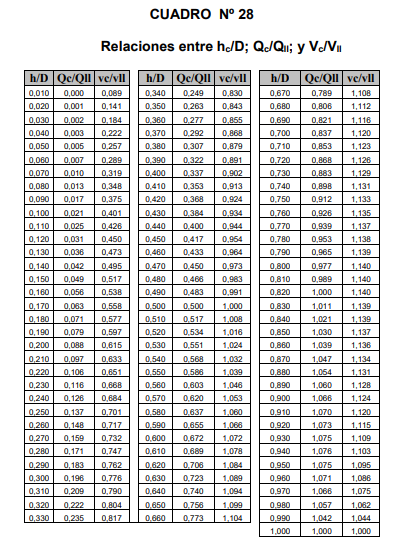 CUADRO Nº 28
Relaciones entre hc/D; Qc/Qll; y Vc/Vll
h/D Qc/Qll vc/vll h/D Qc/Qll vc/vll h/D Qc/Qll vc/vll
0,010 0,000 0,089 0,340 0,249 0,830 0,670 0,789 1,108
0,020 0,001 0,141 0,350 0,263 0,843 0,680 0,806 1,112
0,030 0,002 0,184 0,360 0,277 0,855 0,690 0,821 1,116
0,040 0,003 0,222 0,370 0,292 0,868 0,700 0,837 1,120
0,050 0,005 0,257 0,380 0,307 0,879 0,710 0,853 1,123
0,060 0,007 0,289 0,390 0,322 0,891 0,720 0,868 1,126
0,070 0,010 0,319 0,400 0,337 0,902 0,730 0,883 1,129
0,080 0,013 0,348 0,410 0,353 0,913 0,740 0,898 1,131
0,090 0,017 0,375 0,420 0,368 0,924 0,750 0,912 1,133
0,100 0,021 0,401 0,430 0,384 0,934 0,760 0,926 1,135
0,110 0,025 0,426 0,440 0,400 0,944 0,770 0,939 1,137
0,120 0,031 0,450 0,450 0,417 0,954 0,780 0,953 1,138
0,130 0,036 0,473 0,460 0,433 0,964 0,790 0,965 1,139
0,140 0,042 0,495 0,470 0,450 0,973 0,800 0,977 1,140
0,150 0,049 0,517 0,480 0,466 0,983 0,810 0,989 1,140
0,160 0,056 0,538 0,490 0,483 0,991 0,820 1,000 1,140
0,170 0,063 0,558 0,500 0,500 1,000 0,830 1,011 1,139
0,180 0,071 0,577 0,510 0,517 1,008 0,840 1,021 1,139
0,190 0,079 0,597 0,520 0,534 1,016 0,850 1,030 1,137
0,200 0,088 0,615 0,530 0,551 1,024 0,860 1,039 1,136
0,210 0,097 0,633 0,540 0,568 1,032 0,870 1,047 1,134
0,220 0,106 0,651 0,550 0,586 1,039 0,880 1,054 1,131
0,230 0,116 0,668 0,560 0,603 1,046 0,890 1,060 1,128
0,240 0,126 0,684 0,570 0,620 1,053 0,900 1,066 1,124
0,250 0,137 0,701 0,580 0,637 1,060 0,910 1,070 1,120
0,260 0,148 0,717 0,590 0,655 1,066 0,920 1,073 1,115
0,270 0,159 0,732 0,600 0,672 1,072 0,930 1,075 1,109
0,280 0,171 0,747 0,610 0,689 1,078 0,940 1,076 1,103
0,290 0,183 0,762 0,620 0,706 1,084 0,950 1,075 1,095
0,300 0,196 0,776 0,630 0,723 1,089 0,960 1,071 1,086
0,310 0,209 0,790 0,640 0,740 1,094 0,970 1,066 1,075
0,320 0,222 0,804 0,650 0,756 1,099 0,980 1,057 1,062
0,330 0,235 0,817 0,660 0,773 1,104 0,990 1,042 1,044
1,000 1,000 1,000